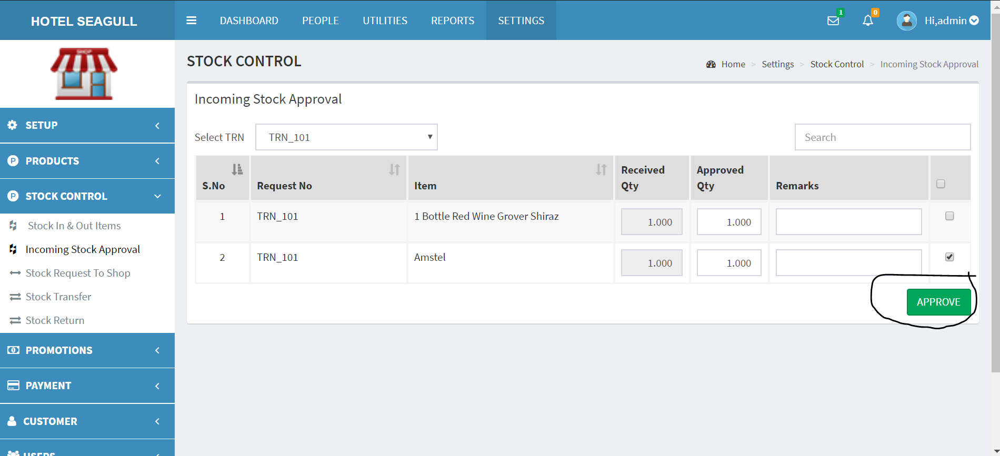 HOTEL SEAGULL
DASHBOARD PEOPLE UTILITIES REPORTS SETTINGS
1
0
Hi,admin
SHOP
STOCK CONTROL
Home > Settings > Stock Control > Incoming Stock Approval
SETUP
PRODUCTS
STOCK CONTROL
Stock In & Out Items
Incoming Stock Approval
Stock Request To Shop
Stock Transfer
Stock Return
PROMOTIONS
PAYMENT
CUSTOMER
USERS
Incoming Stock Approval
Select TRN TRN_101 Search
S.No Request No Item Received Qty Approved Qty Remarks
1 TRN_101 1 Bottle Red Wine Grover Shiraz 1.000 1.000
2 TRN_101 Amstel 1.000 1.000
APPROVE